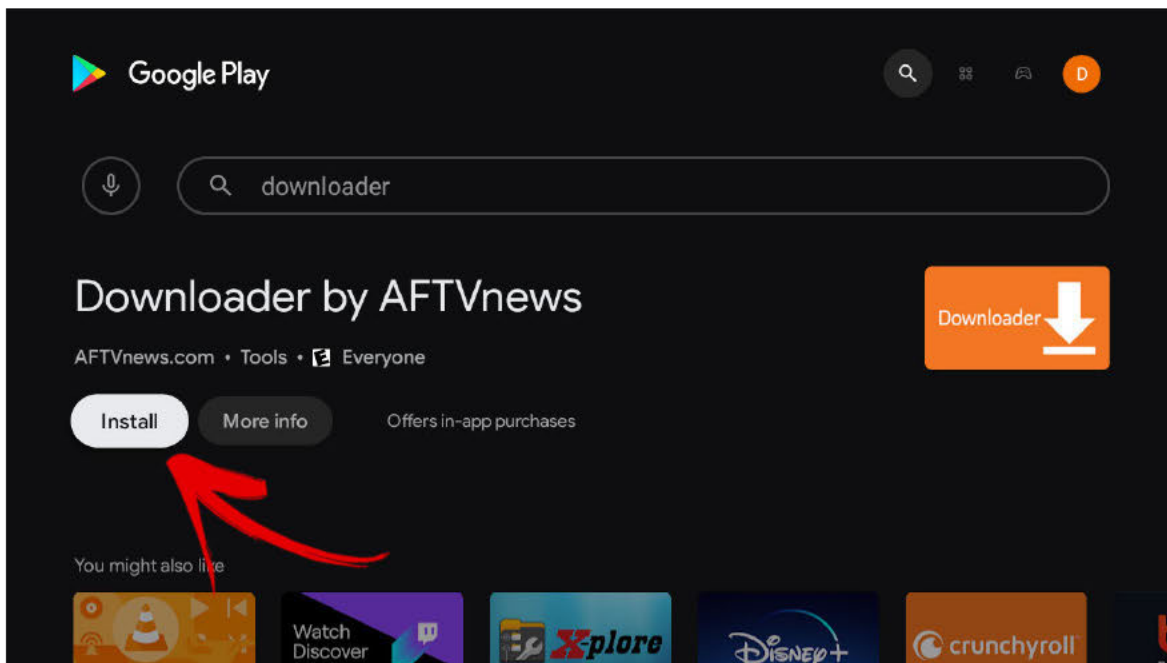 Google Play
D
downloader
Downloader by AFTVnews
AFTVnews.com • Tools • E Everyone
Downloader
Install
More info
Offers in-app purchases
You might also like
Watch
Discover
X-plore
Disney+
crunchyroll